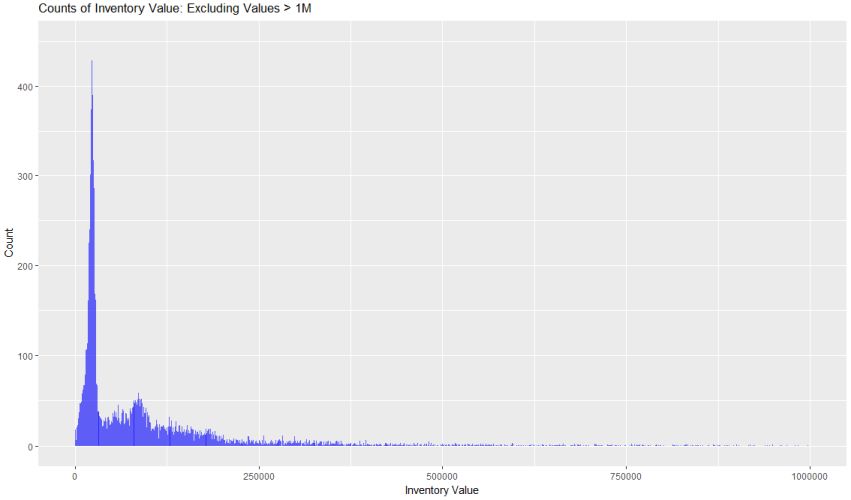 Counts of Inventory Value: Excluding Values > 1M
Count
400
300
200
100
0
0 250000 500000 750000 1000000
Inventory Value